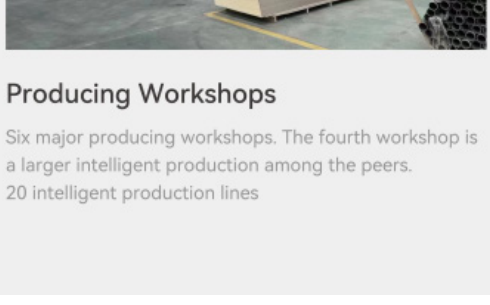 Producing Workshops
Six major producing workshops. The fourth workshop is
a larger intelligent production among the peers.
20 intelligent production lines